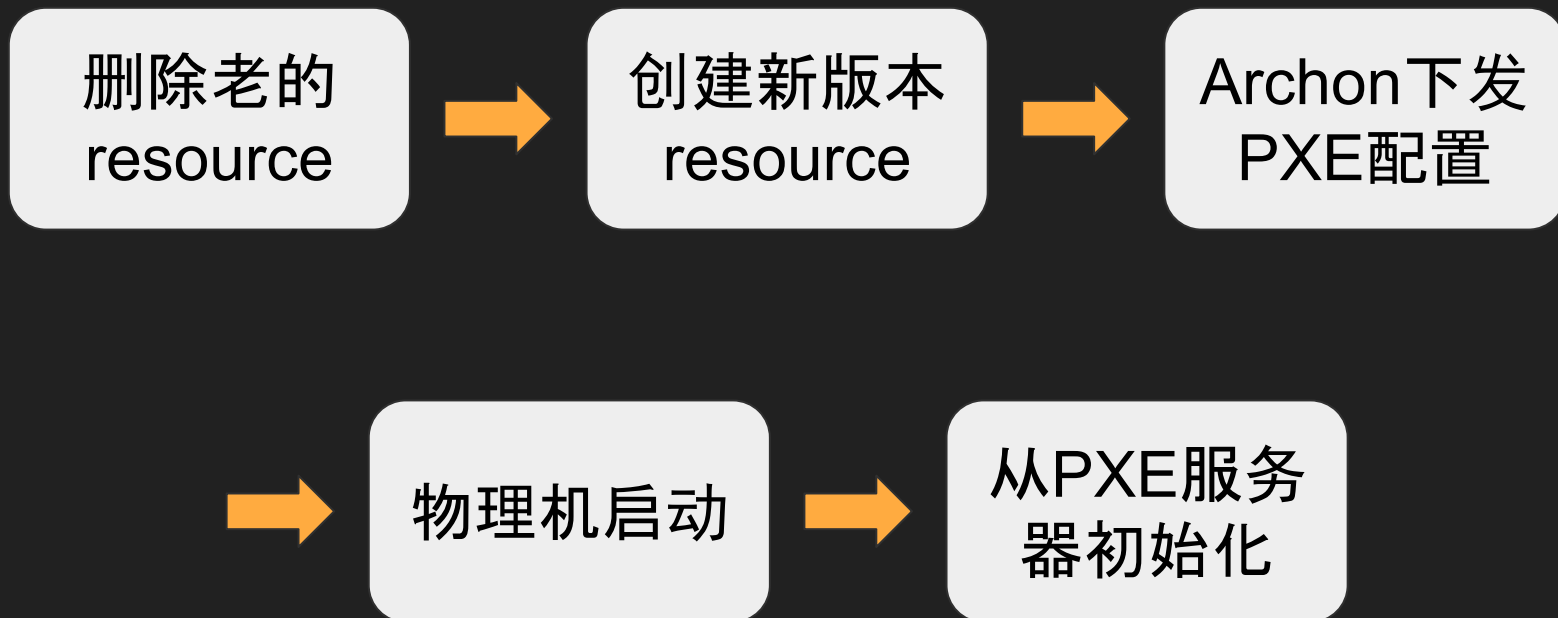 删除老的
resource
创建新版本
resource
Archon下发
PXE配置
物理机启动
从PXE服务
器初始化